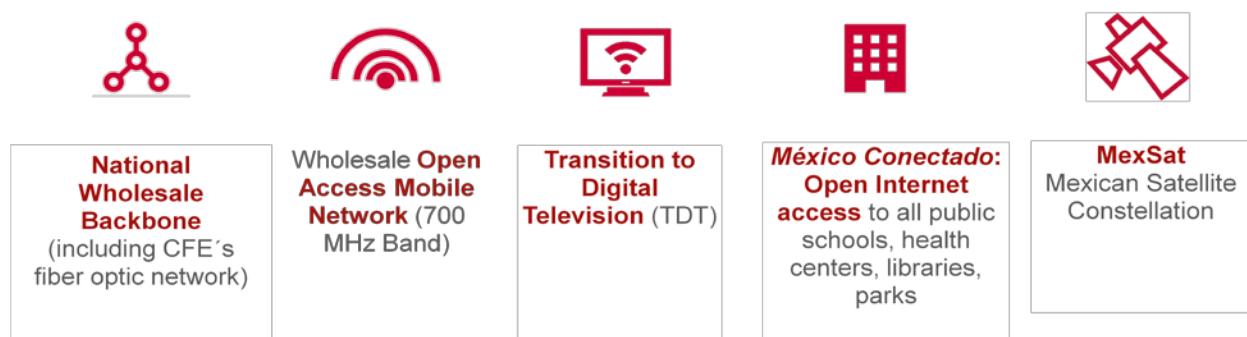 National
Wholesale
Backbone
(including CFE´s
fiber optic network)
Wholesale Open
Access Mobile
Network (700
MHz Band)
Transition to
Digital
Television (TDT)
México Conectado:
Open Internet
access to all public
schools, health
centers, libraries,
parks
MexSat
Mexican Satellite
Constellation